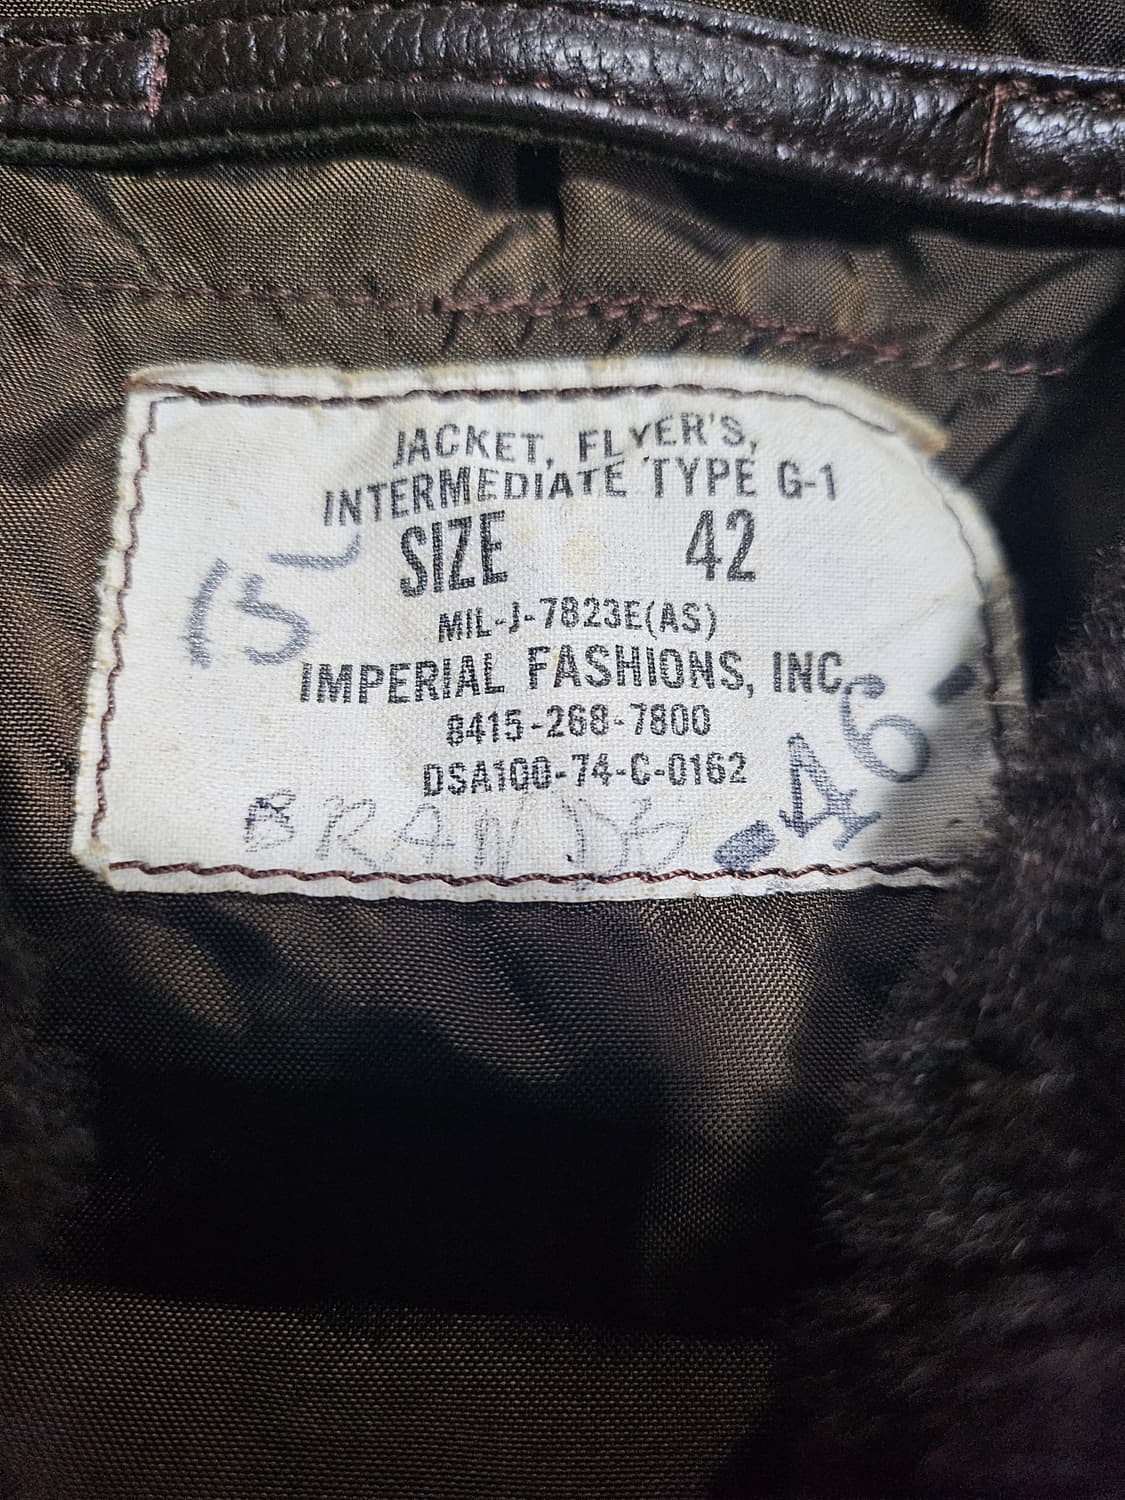 JACKET, FLYER'S,
INTERMEDIATE TYPE G-1
SIZE 42
15
MIL-J-7823E(AS)
IMPERIAL FASHIONS, INC.
8415-268-7800
DSA100-74-C-0162